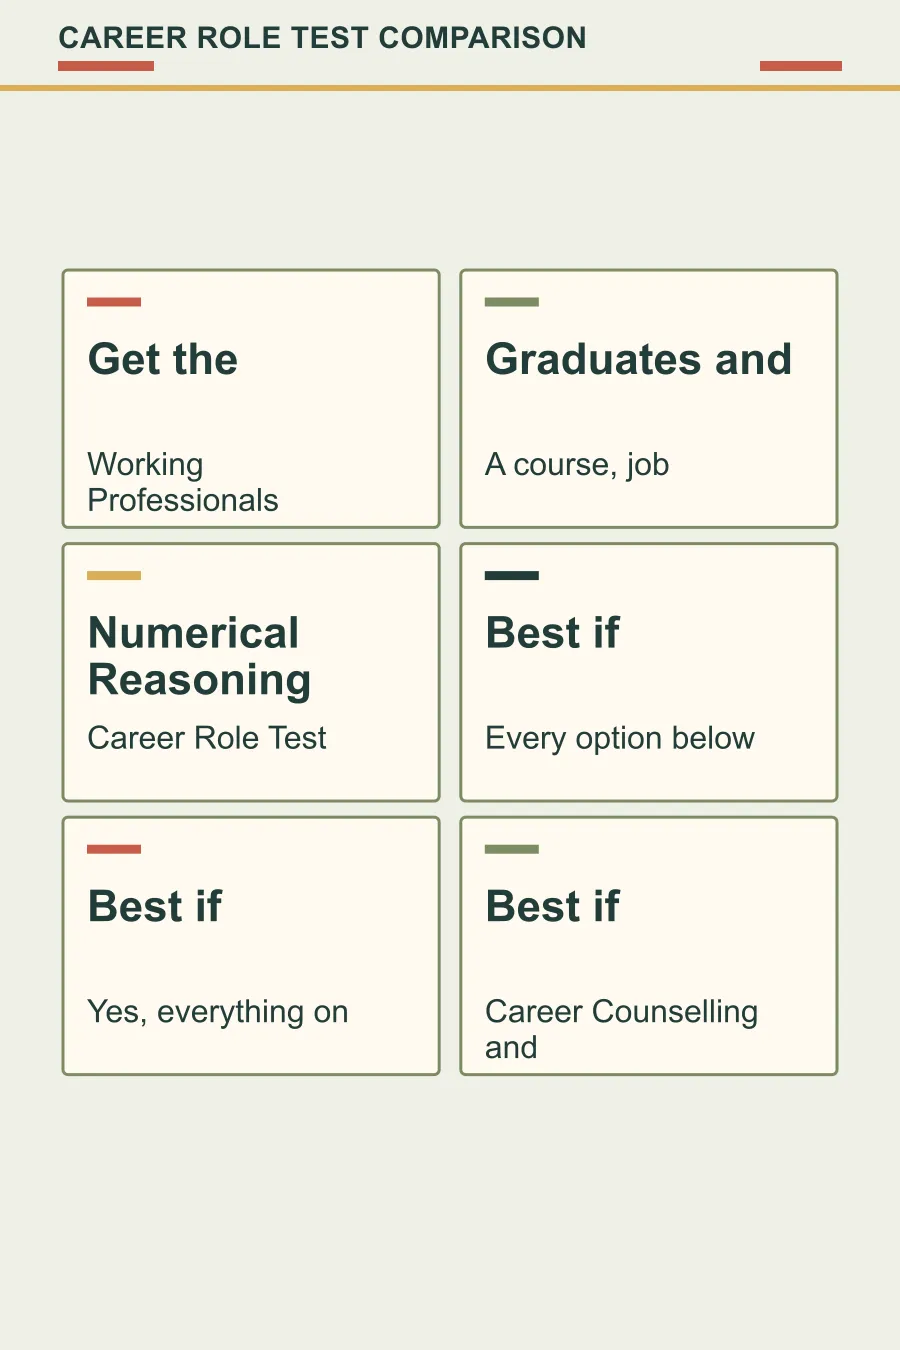 CAREER ROLE TEST COMPARISON
Get the
Working
Professionals
Graduates and
A course, job
Numerical
Reasoning
Career Role Test
Best if
Every option below
Best if
Yes, everything on
Best if
Career Counselling
and